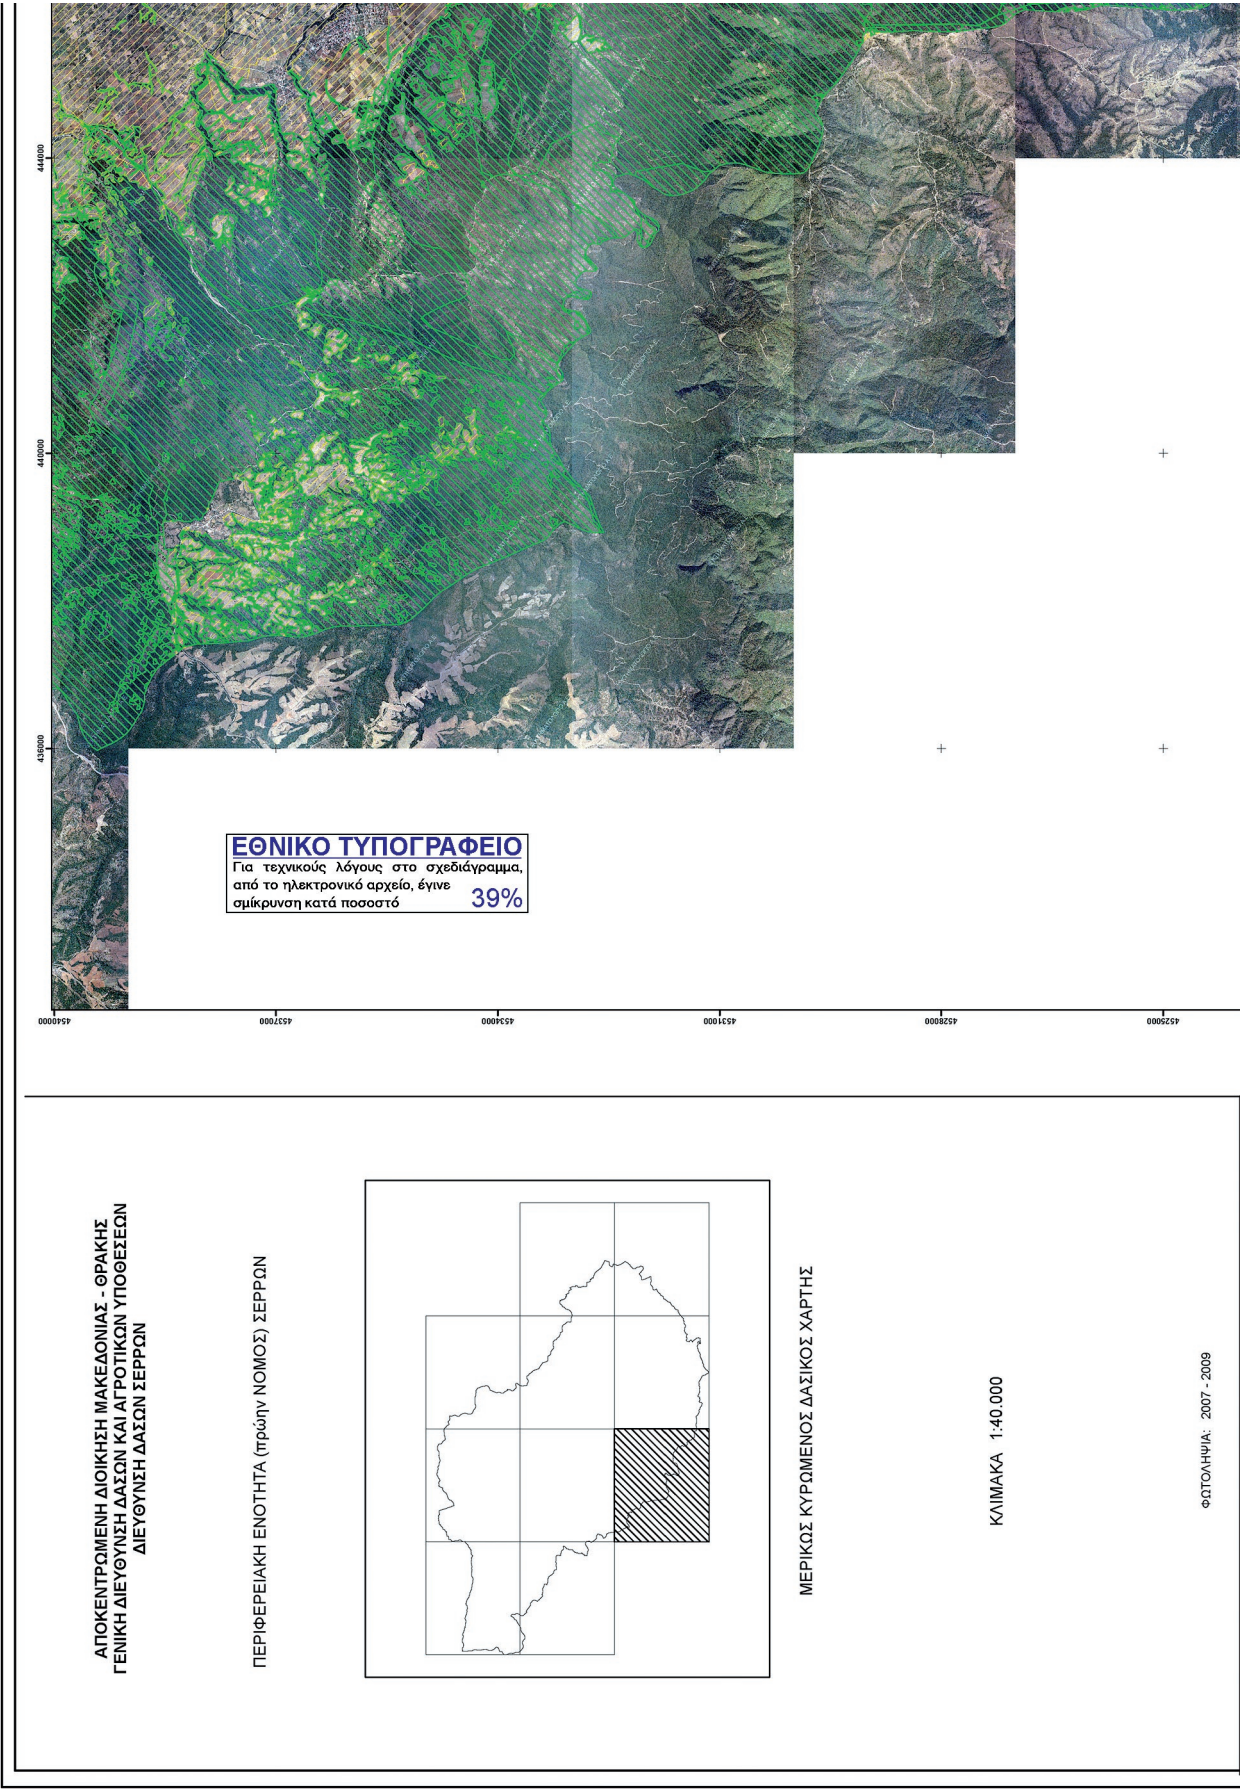 444000
440000
436000
ΕΘΝΙΚΟ ΤΥΠΟΓΡΑΦΕΙΟ
Για τεχνικούς λόγους στο σχεδιάγραμμα,
από το ηλεκτρονικό αρχείο, έγινε
σμίκρυνση κατά ποσοστό 39%
4540000
4537000
4534000
4531000
4528000
4525000
ΑΠΟΚΕΝΤΡΩΜΕΝΗ ΔΙΟΙΚΗΣΗ ΜΑΚΕΔΟΝΙΑΣ - ΘΡΑΚΗΣ
ΓΕΝΙΚΗ ΔΙΕΥΘΥΝΣΗ ΔΑΣΩΝ ΚΑΙ ΑΓΡΟΤΙΚΩΝ ΥΠΟΘΕΣΕΩΝ
ΔΙΕΥΘΥΝΣΗ ΔΑΣΩΝ ΣΕΡΡΩΝ
ΠΕΡΙΦΕΡΕΙΑΚΗ ΕΝΟΤΗΤΑ (πρώην ΝΟΜΟΣ) ΣΕΡΡΩΝ
ΜΕΡΙΚΩΣ ΚΥΡΩΜΕΝΟΣ ΔΑΣΙΚΟΣ ΧΑΡΤΗΣ
ΚΛΙΜΑΚΑ 1:40.000
ΦΩΤΟΛΗΨΙΑ: 2007 - 2009